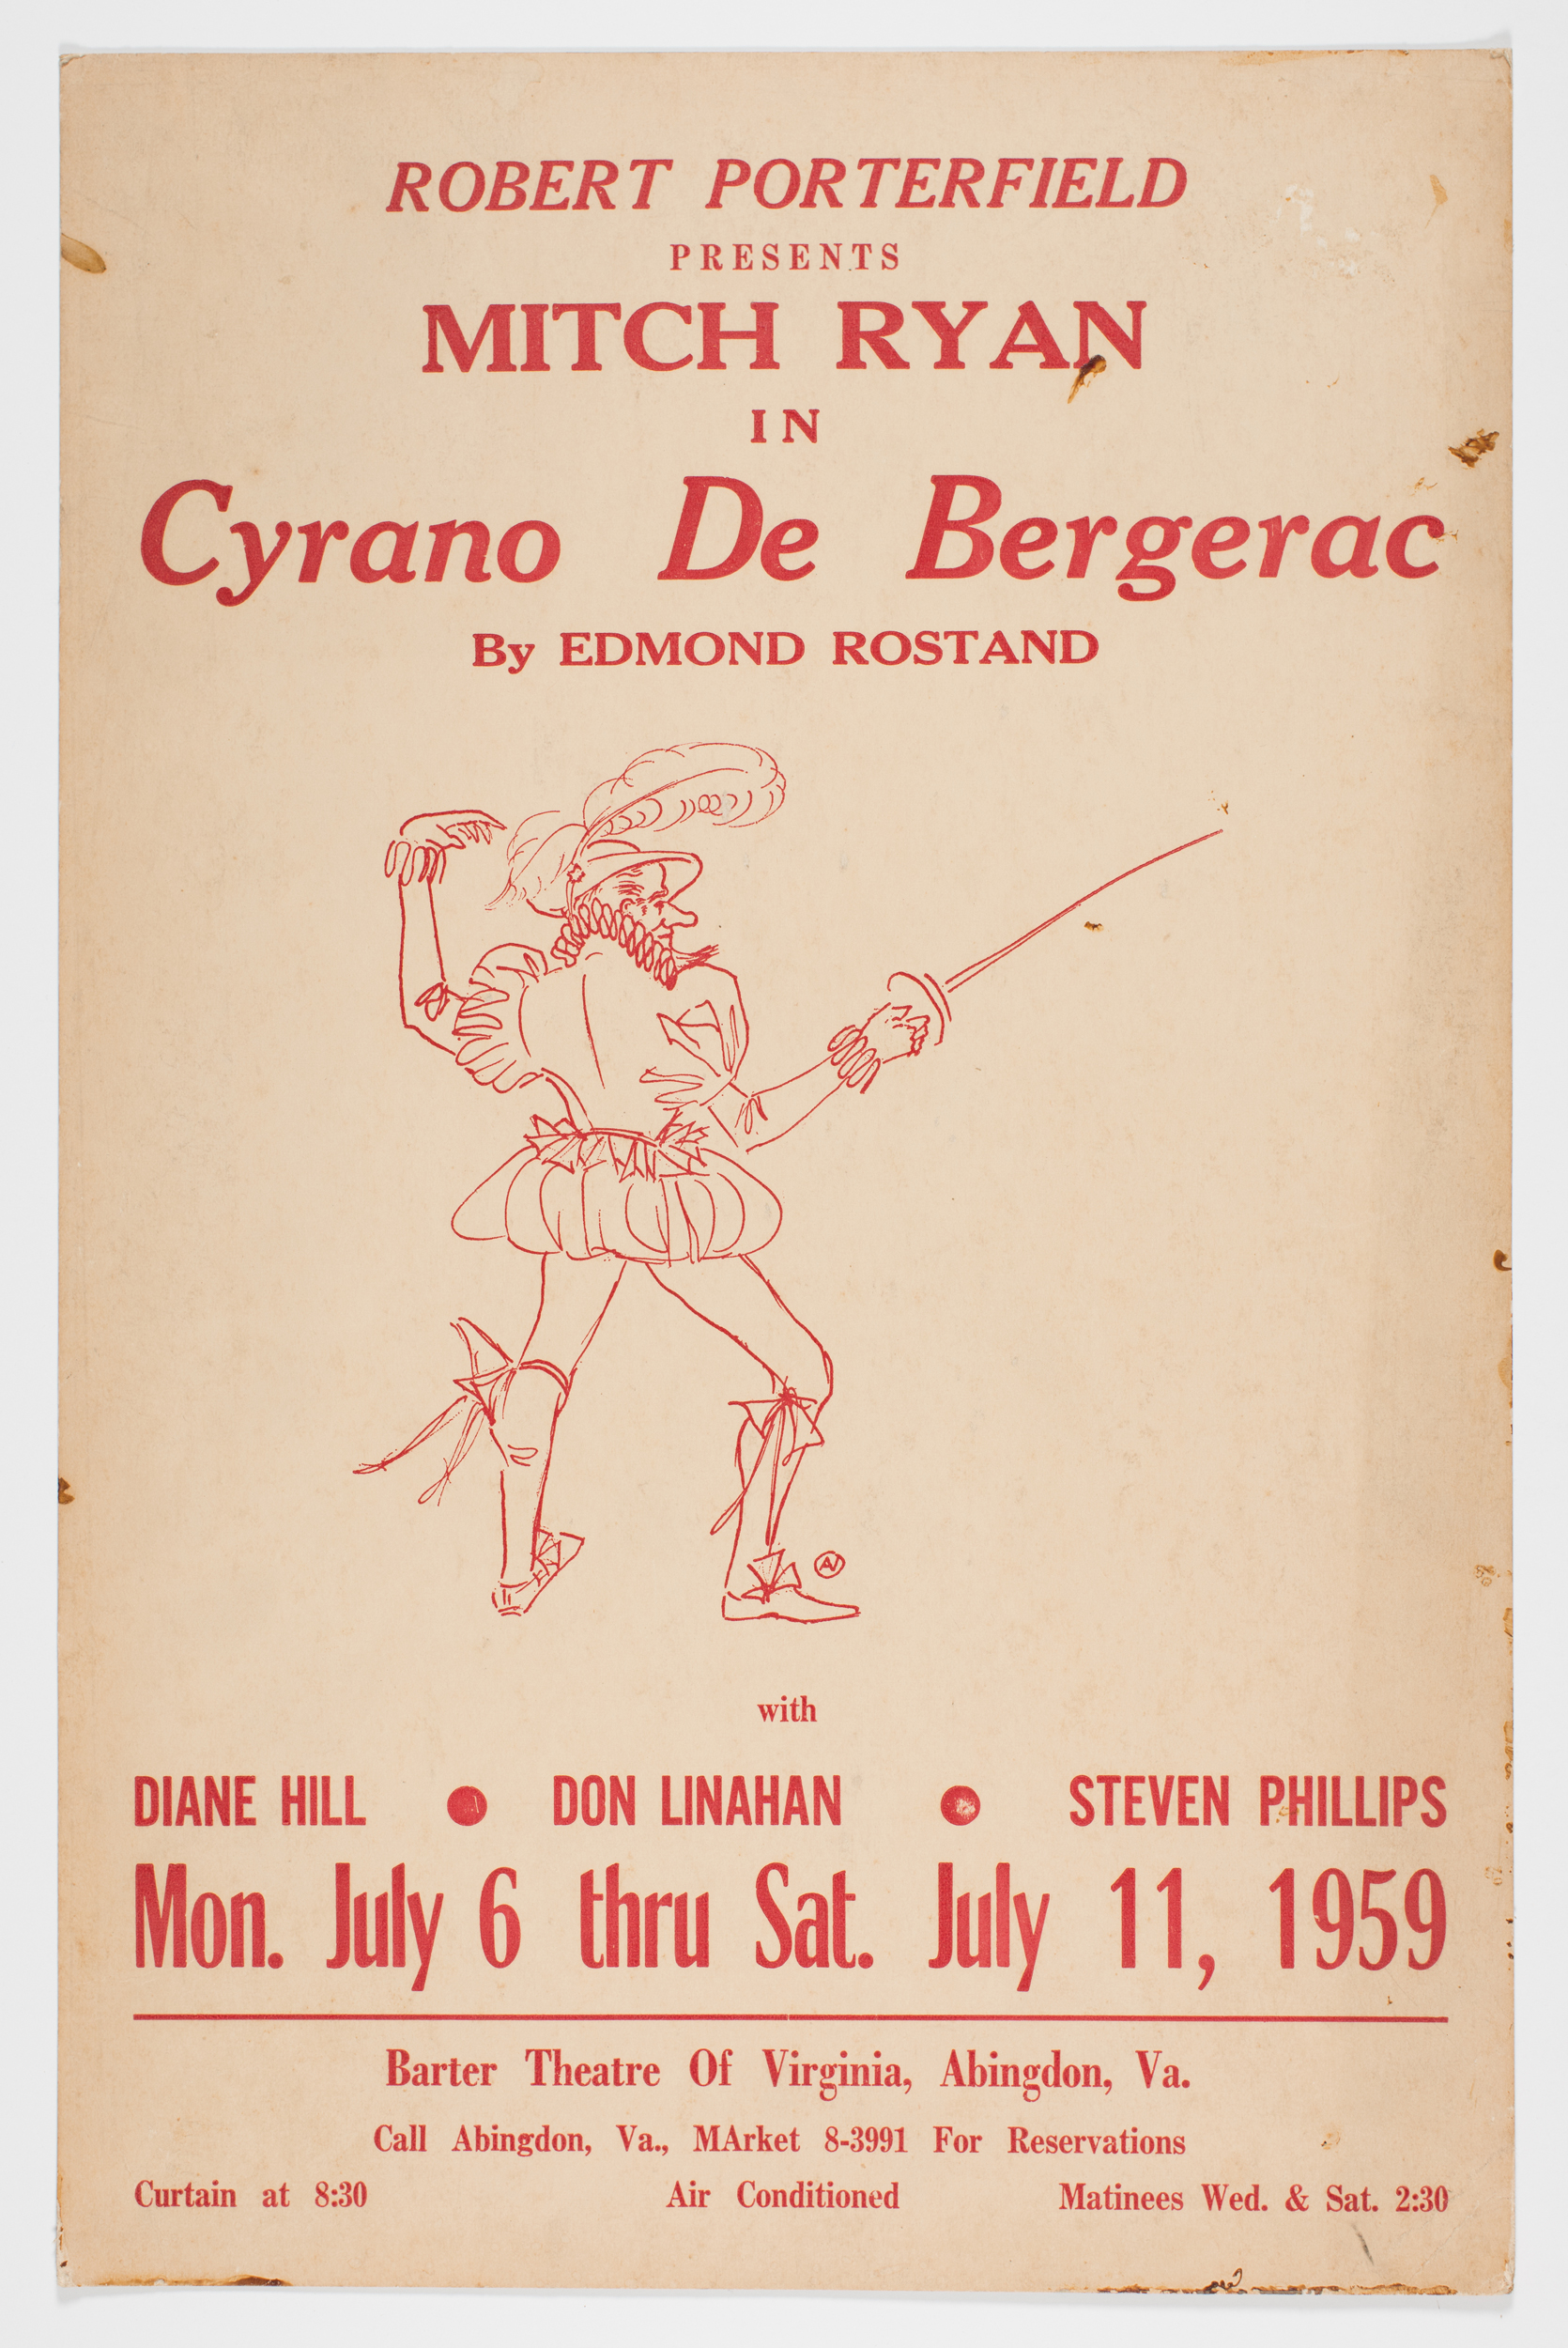 ROBERT PORTERFIELD
PRESENTS
MITCH RYAN
IN
Cyrano De Bergerac
By EDMOND ROSTAND
AV
with
DIANE HILL ● DON LINAHAN ● STEVEN PHILLIPS
Mon. July 6 thru Sat. July 11, 1959
Barter Theatre Of Virginia, Abingdon, Va.
Call Abingdon, Va., MArket 8-3991 For Reservations
Curtain at 8:30 Air Conditioned Matinees Wed. & Sat. 2:30